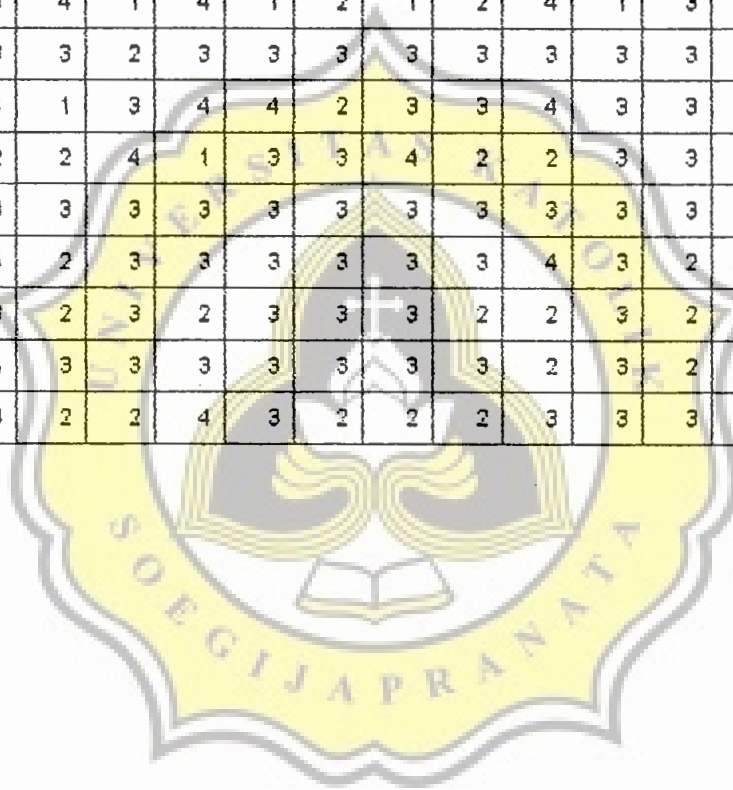 4 1 4 1 2 1 2 4 1 3
3 2 3 3 3 3 3 3 3 3
1 3 4 4 2 3 3 4 3 3
2 4 1 3 3 4 2 2 3 3
3 3 3 3 3 3 3 3 3 3
2 3 3 3 3 3 3 4 3 2
2 3 2 3 3 3 2 2 3 2
3 3 3 3 3 3 3 2 3 2
2 2 4 3 2 2 2 3 3 3
UNIVERSITAS KATOLIK
SOEGIJAPRANATA